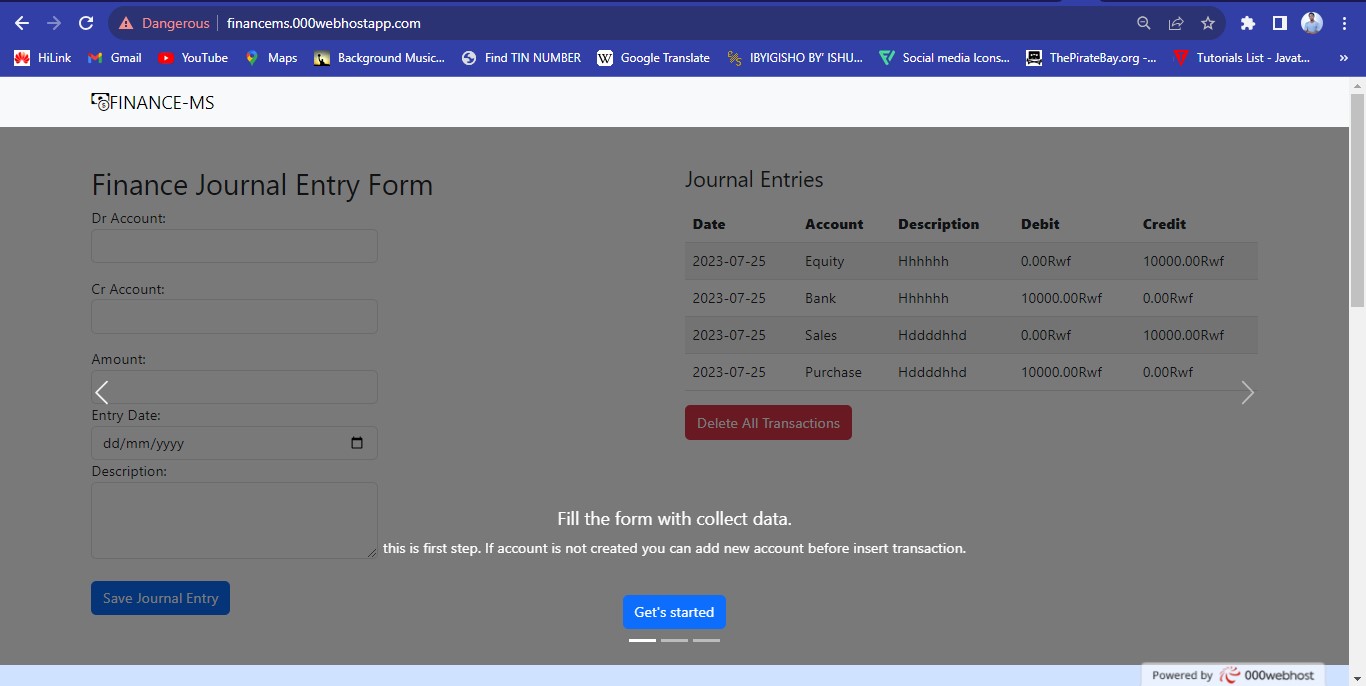 Dangerous financems.000webhostapp.com
HiLink Gmail YouTube Maps Background Music... Find TIN NUMBER Google Translate IBYIGISHO BY' ISHU... Social media Icons... ThePirateBay.org -... Tutorials List - Javat... »
FINANCE-MS
Finance Journal Entry Form
Dr Account:
Cr Account:
Amount:
Entry Date:
dd/mm/yyyy
Description:
Save Journal Entry
Journal Entries
Date Account Description Debit Credit
2023-07-25 Equity Hhhhhh 0.00Rwf 10000.00Rwf
2023-07-25 Bank Hhhhhh 10000.00Rwf 0.00Rwf
2023-07-25 Sales Hddddhhd 0.00Rwf 10000.00Rwf
2023-07-25 Purchase Hddddhhd 10000.00Rwf 0.00Rwf
Delete All Transactions
Fill the form with collect data.
this is first step. If account is not created you can add new account before insert transaction.
Get's started
Powered by 000webhost